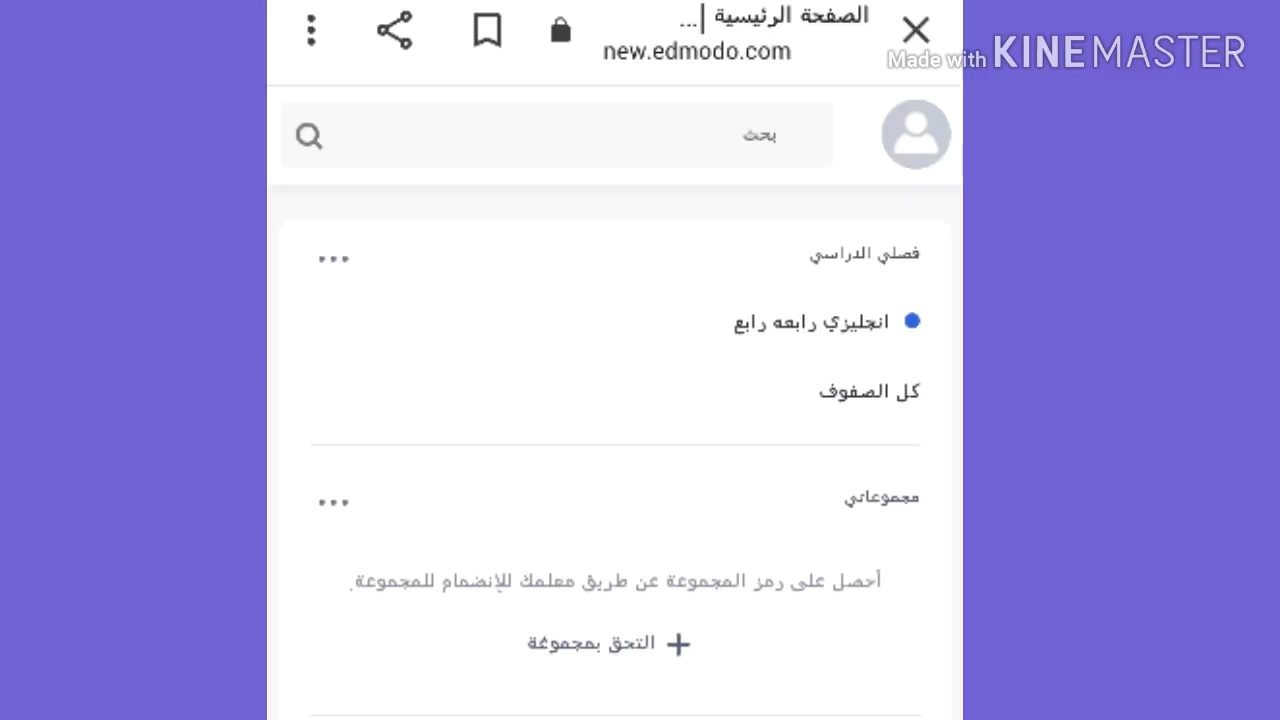 الصفحة الرئيسية |...
new.edmodo.com
Made with KINEMASTER
بحث
فصلي الدراسي
انجليزي رابعه رابع
كل الصفوف
مجموعاتي
أحصل على رمز المجموعة عن طريق معلمك للإنضمام للمجموعة.
التحق بمجموعة